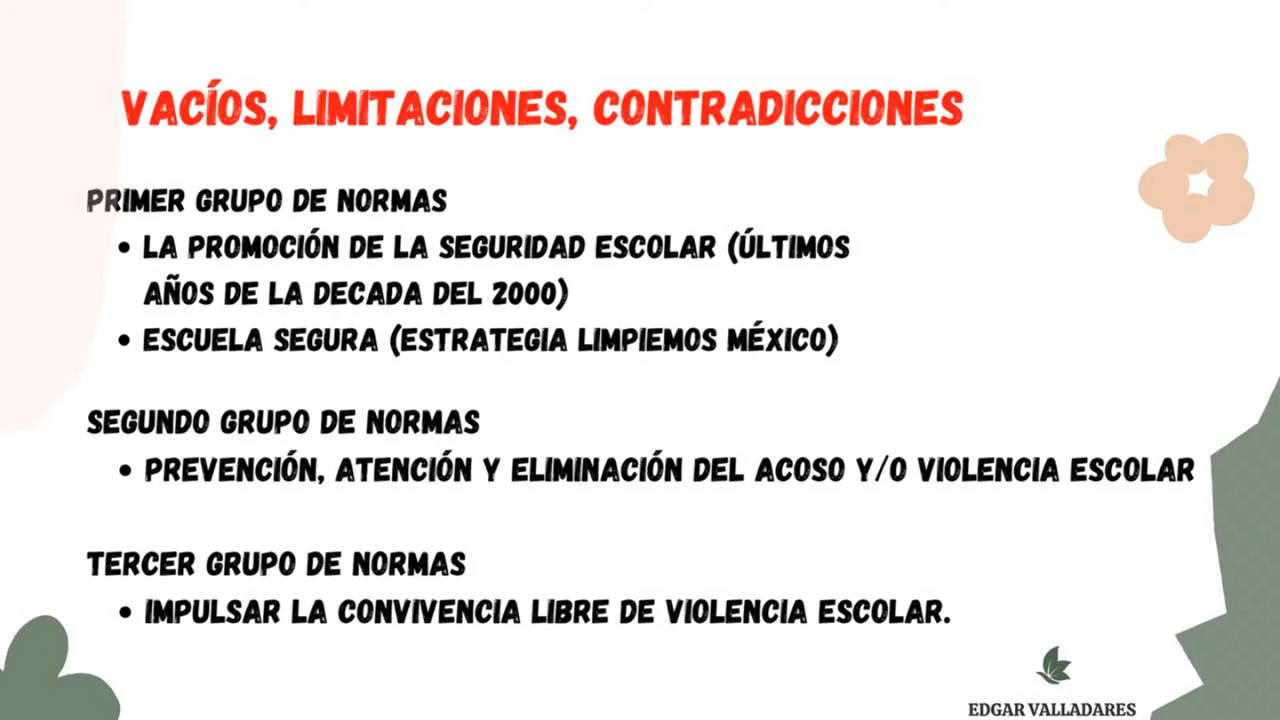 VACÍOS, LIMITACIONES, CONTRADICCIONES
PRIMER GRUPO DE NORMAS
• LA PROMOCIÓN DE LA SEGURIDAD ESCOLAR (ÚLTIMOS
AÑOS DE LA DECADA DEL 2000)
• ESCUELA SEGURA (ESTRATEGIA LIMPIEMOS MÉXICO)
SEGUNDO GRUPO DE NORMAS
• PREVENCIÓN, ATENCIÓN Y ELIMINACIÓN DEL ACOSO Y/O VIOLENCIA ESCOLAR
TERCER GRUPO DE NORMAS
• IMPULSAR LA CONVIVENCIA LIBRE DE VIOLENCIA ESCOLAR.
EDGAR VALLADARES